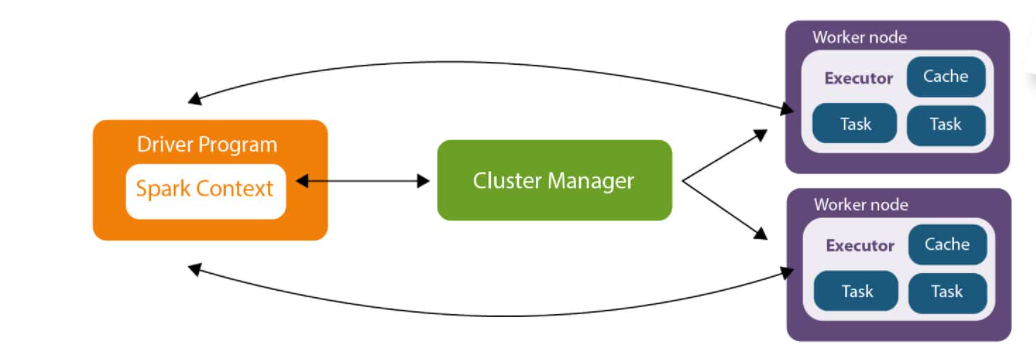 Driver Program
Spark Context
Cluster Manager
Worker node
Executor
Cache
Task
Task
Worker node
Executor
Cache
Task
Task